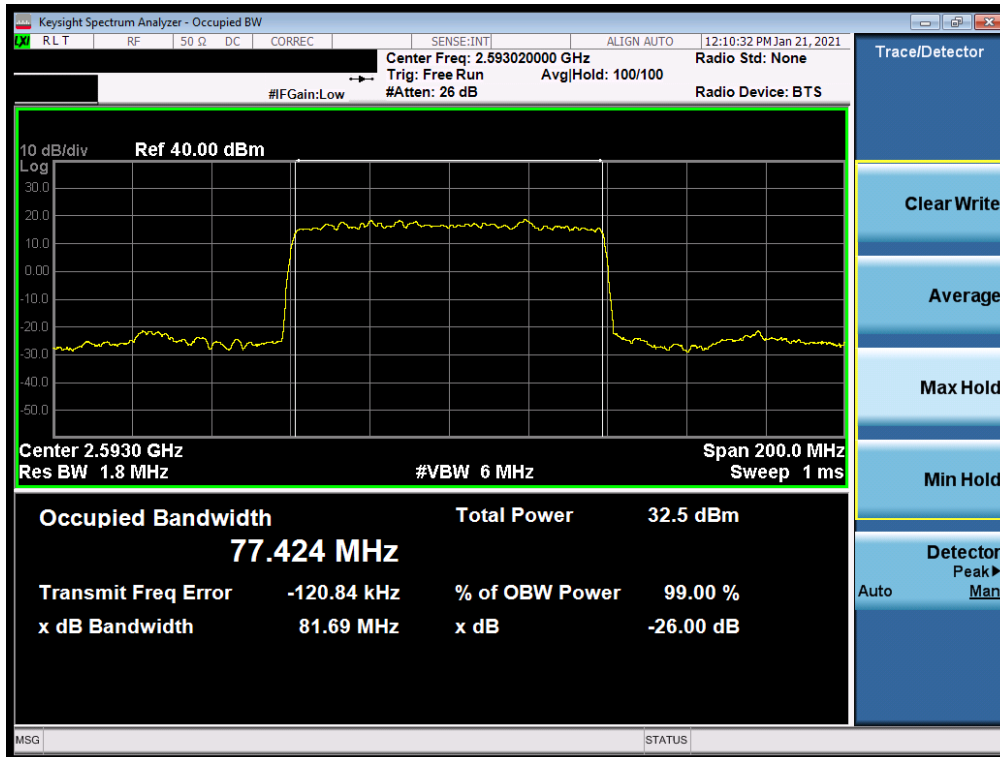 Keysight Spectrum Analyzer - Occupied BW
LXI RLT RF 50 Ω DC CORREC SENSE:INT ALIGN AUTO 12:10:32 PM Jan 21, 2021
Center Freq: 2.593020000 GHz Radio Std: None
Trig: Free Run Avg|Hold: 100/100
#IFGain:Low #Atten: 26 dB Radio Device: BTS
10 dB/div Ref 40.00 dBm
Log
30.0
20.0
10.0
0.00
-10.0
-20.0
-30.0
-40.0
-50.0
Center 2.5930 GHz Span 200.0 MHz
Res BW 1.8 MHz #VBW 6 MHz Sweep 1 ms
Occupied Bandwidth Total Power 32.5 dBm
77.424 MHz
Transmit Freq Error -120.84 kHz % of OBW Power 99.00 %
x dB Bandwidth 81.69 MHz x dB -26.00 dB
MSG STATUS
Trace/Detector
Clear Write
Average
Max Hold
Min Hold
Detector
Peak
Auto Man